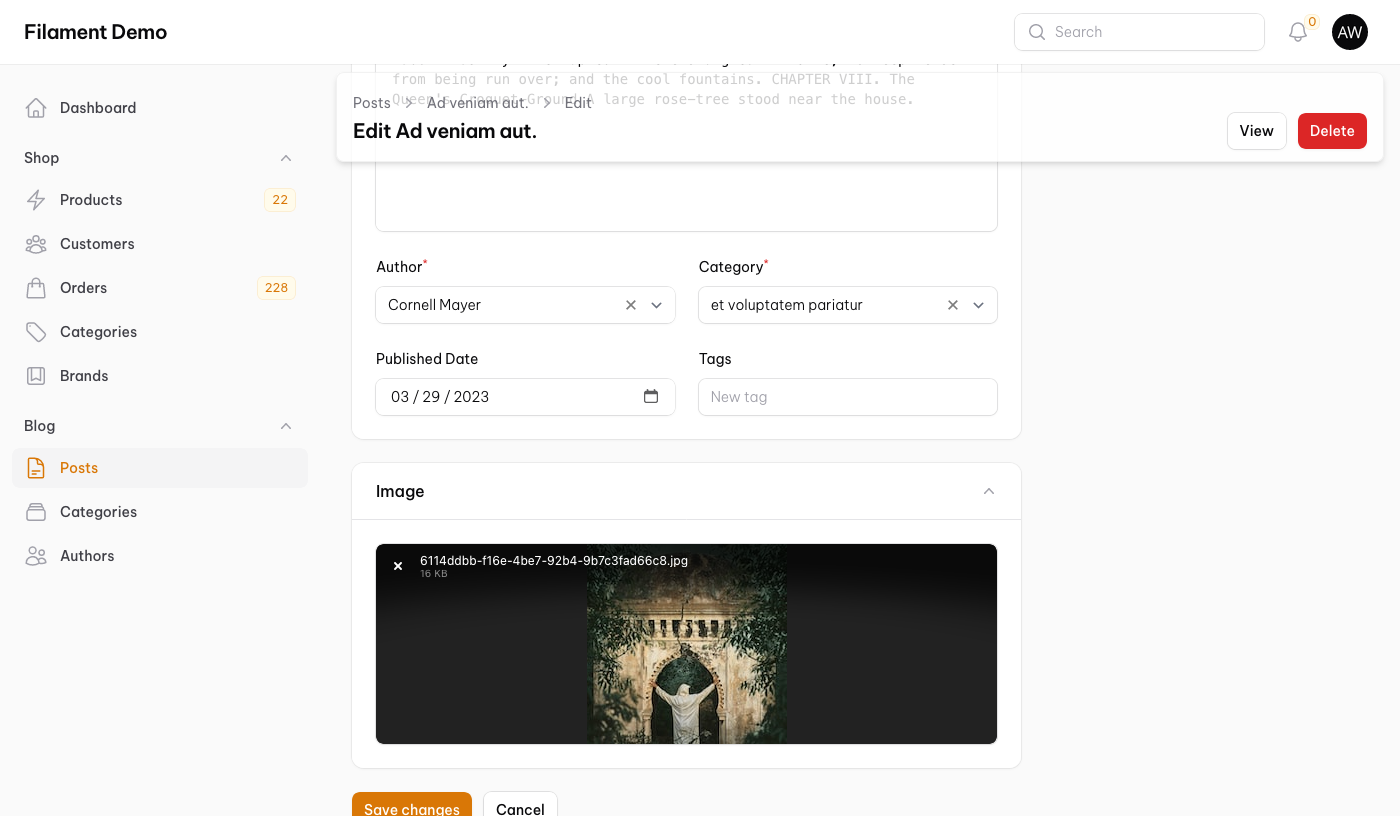 Filament Demo
Search
0
AW
Dashboard
Shop
Products
22
Customers
Orders
228
Categories
Brands
Blog
Posts
Categories
Authors
from being run over; and the cool fountains. CHAPTER VIII. The
Queen's Croquet-Ground A large rose-tree stood near the house.
Posts > Ad veniam aut. > Edit
Edit Ad veniam aut.
View
Delete
Author*
Category*
Cornell Mayer
et voluptatem pariatur
Published Date
Tags
03 / 29 / 2023
New tag
Image
6114ddbb-f16e-4be7-92b4-9b7c3fad66c8.jpg
16 KB
Save changes
Cancel